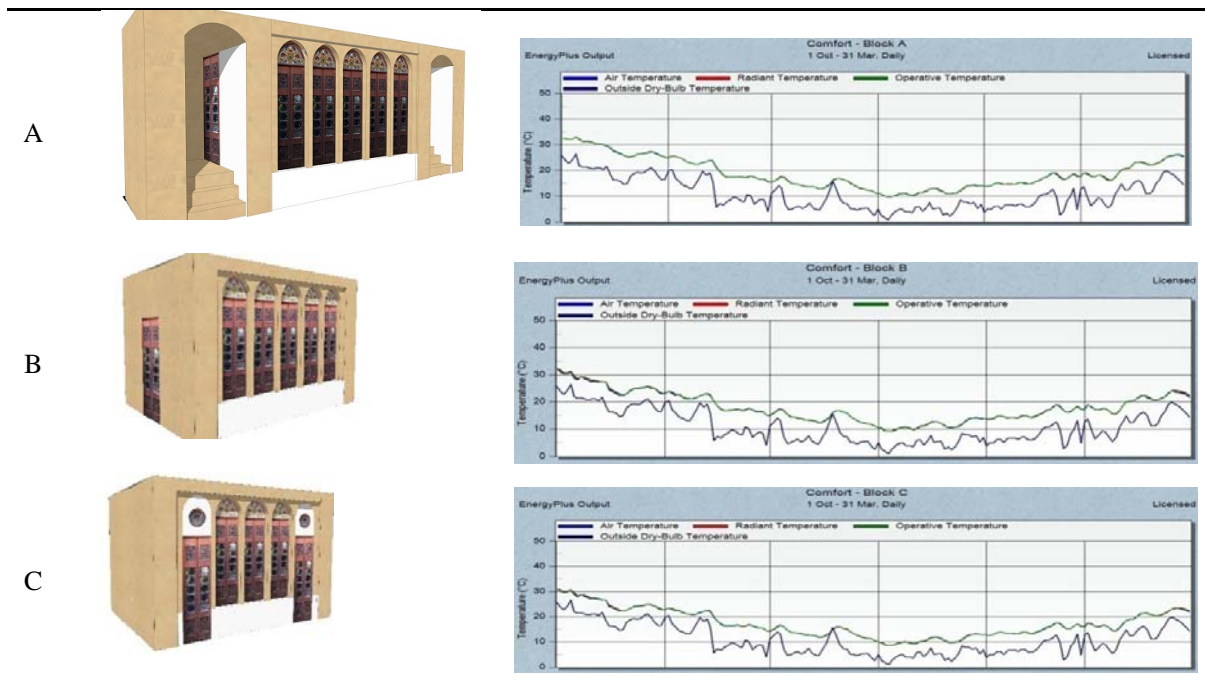 A
Comfort - Block A
EnergyPlus Output 1 Oct - 31 Mar, Daily Licensed
Air Temperature Radiant Temperature Operative Temperature
Outside Dry-Bulb Temperature
Temperature (°C)
50
40
30
20
10
0
B
Comfort - Block B
EnergyPlus Output 1 Oct - 31 Mar, Daily Licensed
Air Temperature Radiant Temperature Operative Temperature
Outside Dry-Bulb Temperature
Temperature (°C)
50
40
30
20
10
0
C
Comfort - Block C
EnergyPlus Output 1 Oct - 31 Mar, Daily Licensed
Air Temperature Radiant Temperature Operative Temperature
Outside Dry-Bulb Temperature
Temperature (°C)
50
40
30
20
10
0